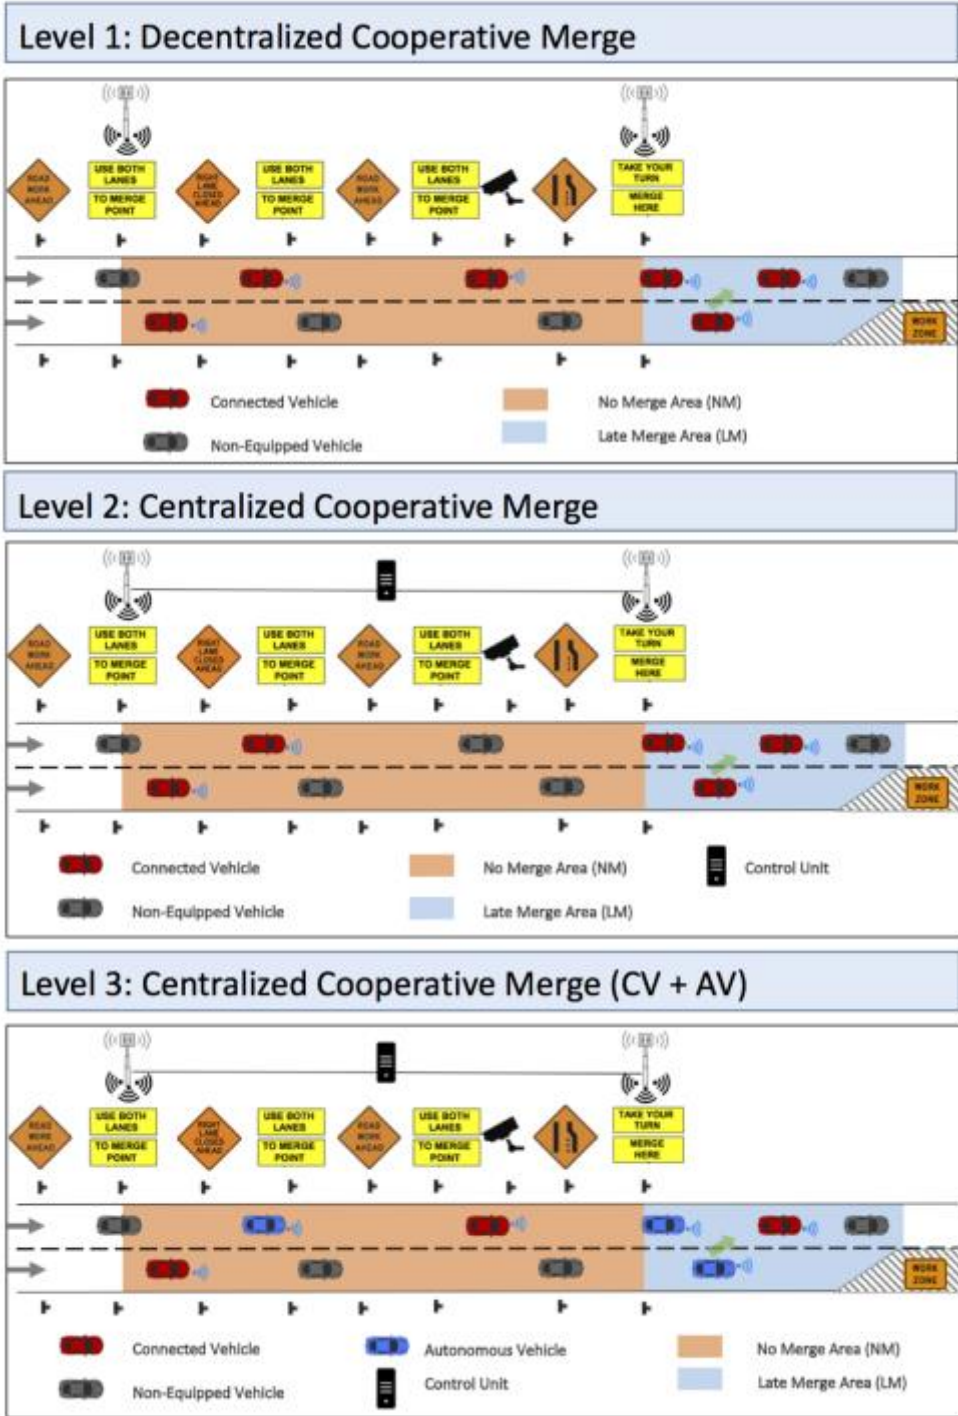 Level 1: Decentralized Cooperative Merge
ROAD
WORK
AHEAD
USE BOTH
LANES
TO MERGE
POINT
RIGHT
LANE
CLOSED
AHEAD
USE BOTH
LANES
TO MERGE
POINT
ROAD
WORK
AHEAD
USE BOTH
LANES
TO MERGE
POINT
TAKE YOUR
TURN
MERGE
HERE
WORK
ZONE
Connected Vehicle
No Merge Area (NM)
Non-Equipped Vehicle
Late Merge Area (LM)
Level 2: Centralized Cooperative Merge
ROAD
WORK
AHEAD
USE BOTH
LANES
TO MERGE
POINT
RIGHT
LANE
CLOSED
AHEAD
USE BOTH
LANES
TO MERGE
POINT
ROAD
WORK
AHEAD
USE BOTH
LANES
TO MERGE
POINT
TAKE YOUR
TURN
MERGE
HERE
WORK
ZONE
Connected Vehicle
No Merge Area (NM)
Control Unit
Non-Equipped Vehicle
Late Merge Area (LM)
Level 3: Centralized Cooperative Merge (CV + AV)
ROAD
WORK
AHEAD
USE BOTH
LANES
TO MERGE
POINT
RIGHT
LANE
CLOSED
AHEAD
USE BOTH
LANES
TO MERGE
POINT
ROAD
WORK
AHEAD
USE BOTH
LANES
TO MERGE
POINT
TAKE YOUR
TURN
MERGE
HERE
WORK
ZONE
Connected Vehicle
Autonomous Vehicle
No Merge Area (NM)
Non-Equipped Vehicle
Control Unit
Late Merge Area (LM)